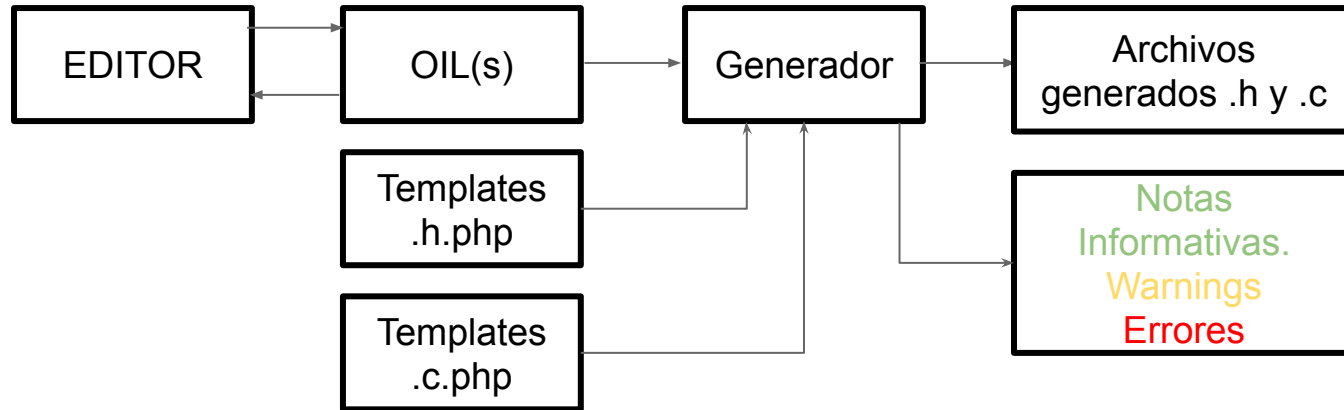 EDITOR
OIL(s)
Generador
Archivos
generados .h y .c
Templates
.h.php
Templates
.c.php
Notas
Informativas.
Warnings
Errores